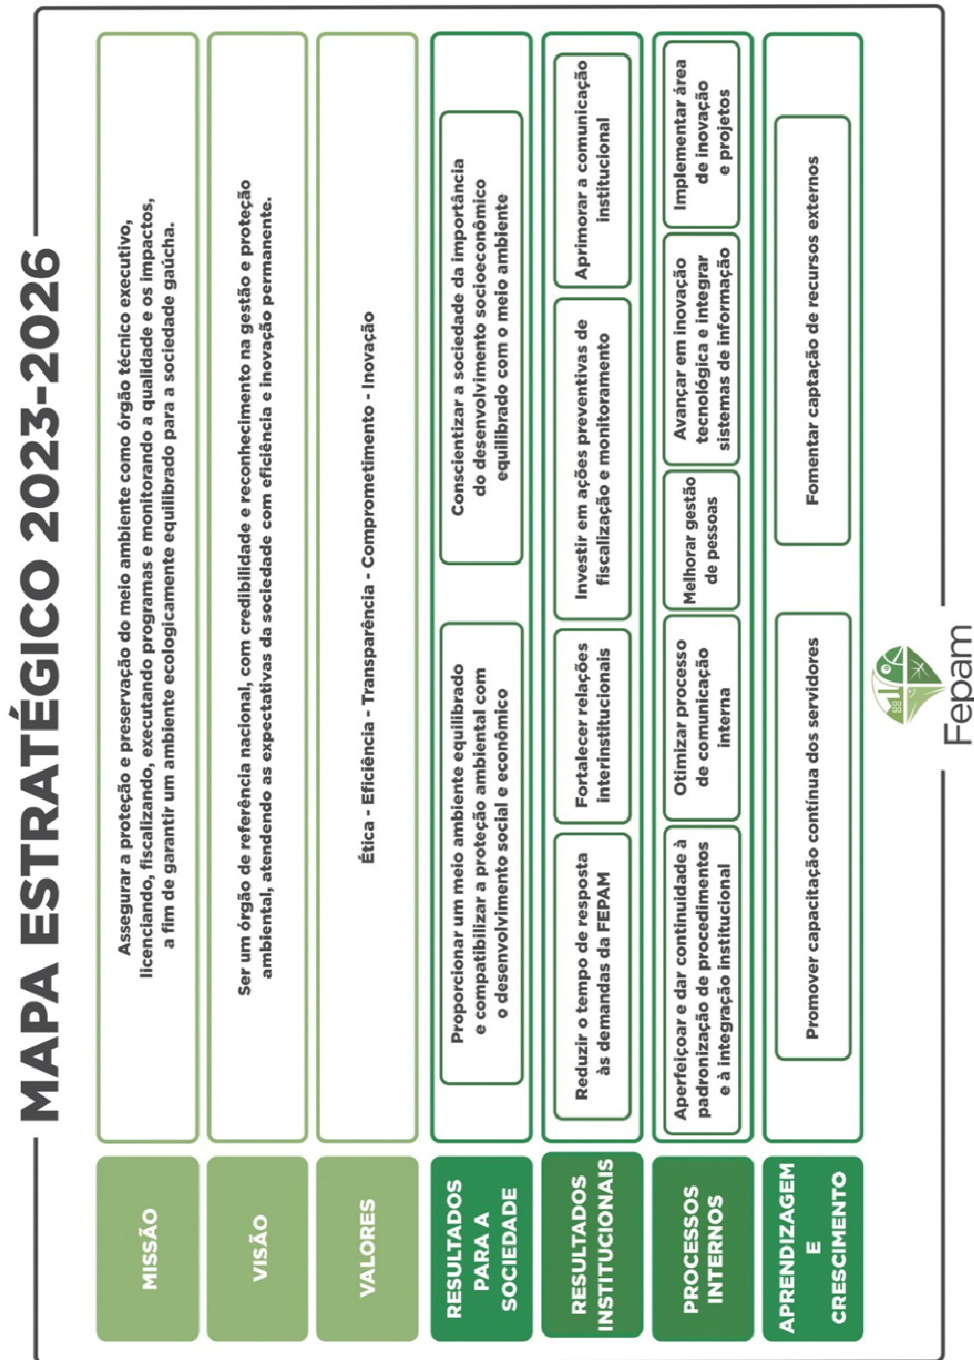 MAPA ESTRATÉGICO 2023-2026
MISSÃO
Assegurar a proteção e preservação do meio ambiente como órgão técnico executivo,
licenciando, fiscalizando, executando programas e monitorando a qualidade e os impactos,
a fim de garantir um ambiente ecologicamente equilibrado para a sociedade gaúcha.
VISÃO
Ser um órgão de referência nacional, com credibilidade e reconhecimento na gestão e proteção
ambiental, atendendo as expectativas da sociedade com eficiência e inovação permanente.
VALORES
Ética - Eficiência - Transparência - Comprometimento - Inovação
RESULTADOS
PARA A
SOCIEDADE
Proporcionar um meio ambiente equilibrado
e compatibilizar a proteção ambiental com
o desenvolvimento social e econômico
Conscientizar a sociedade da importância
do desenvolvimento socioeconômico
equilibrado com o meio ambiente
RESULTADOS
INSTITUCIONAIS
Reduzir o tempo de resposta
às demandas da FEPAM
Fortalecer relações
interinstitucionais
Investir em ações preventivas de
fiscalização e monitoramento
Aprimorar a comunicação
institucional
PROCESSOS
INTERNOS
Aperfeiçoar e dar continuidade à
padronização de procedimentos
e à integração institucional
Otimizar processo
de comunicação
interna
Melhorar gestão
de pessoas
Avançar em inovação
tecnológica e integrar
sistemas de informação
Implementar área
de inovação
e projetos
APRENDIZAGEM
E
CRESCIMENTO
Promover capacitação contínua dos servidores
Fomentar captação de recursos externos
Fepam